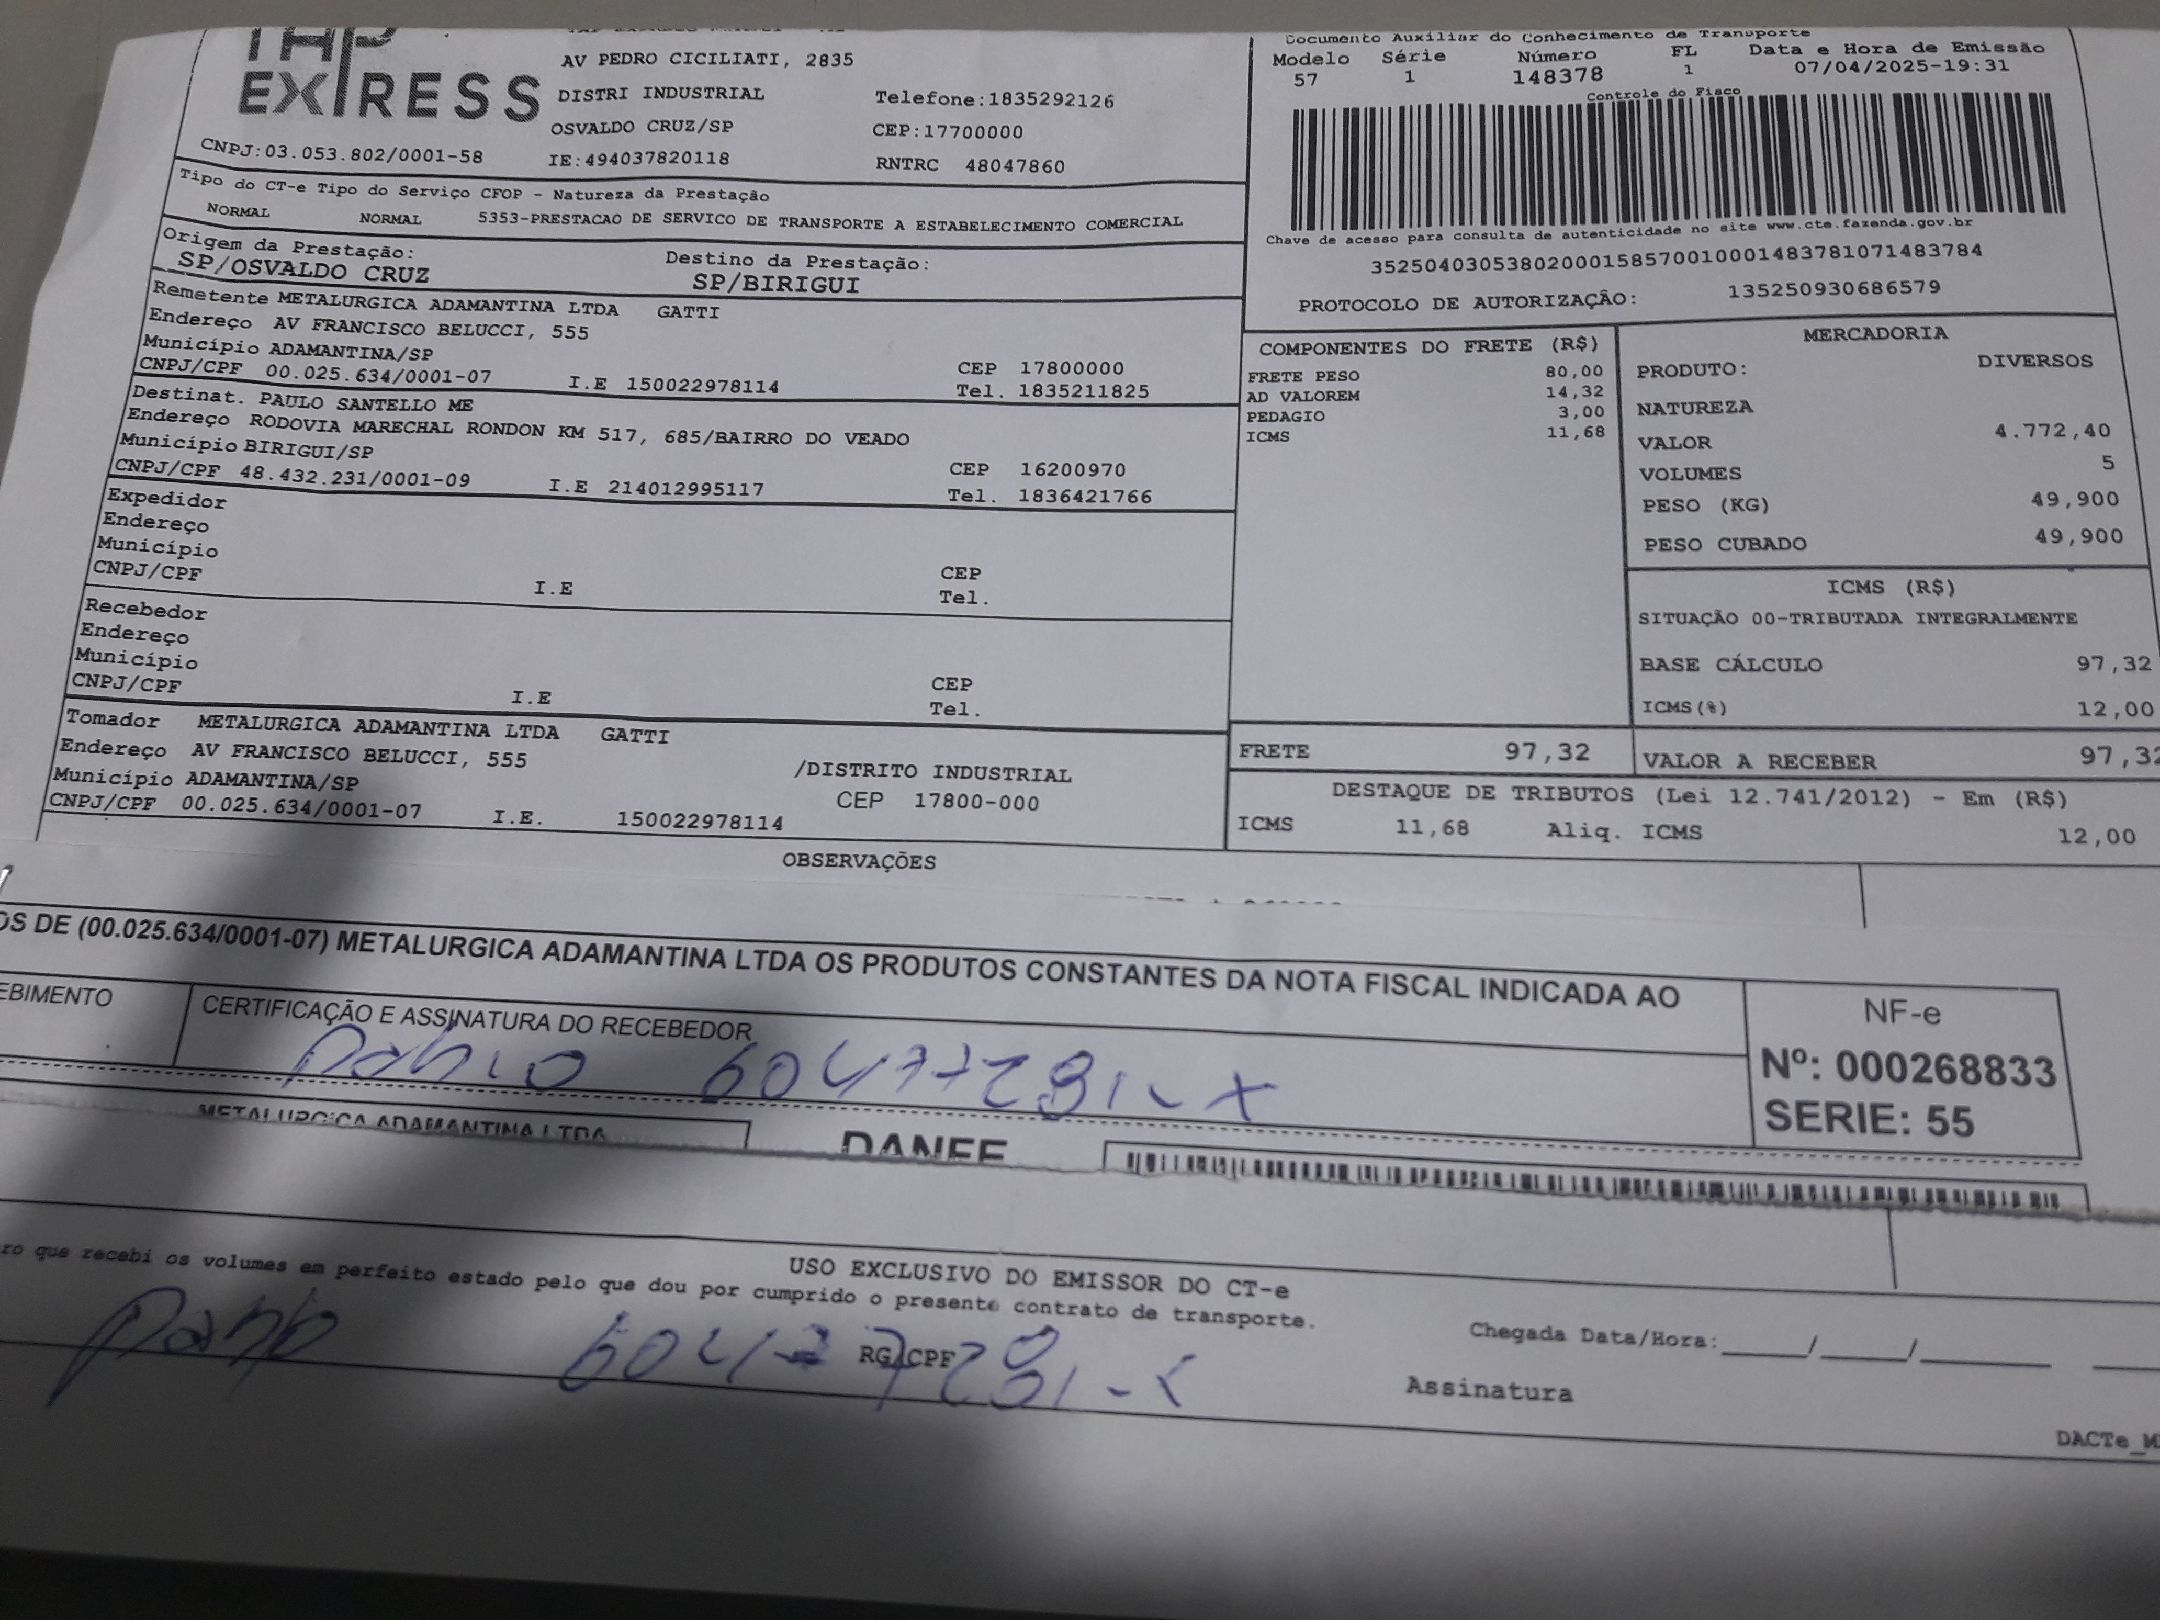 TAP
EXPRESS
AV PEDRO CICILIATI, 2835
DISTRI INDUSTRIAL Telefone:1835292126
OSVALDO CRUZ/SP CEP:17700000
CNPJ:03.053.802/0001-58 IE:494037820118 RNTRC 48047860
Documento Auxiliar do Conhecimento de Transporte
Modelo Série Número FL Data e Hora de Emissão
57 1 148378 1 07/04/2025-19:31
Controle do Fisco
Chave de acesso para consulta de autenticidade no site www.cte.fazenda.gov.br
35250403053802000158570010001483781071483784
PROTOCOLO DE AUTORIZAÇÃO: 135250930686579
Tipo do CT-e Tipo do Serviço CFOP - Natureza da Prestação
NORMAL NORMAL 5353-PRESTACAO DE SERVICO DE TRANSPORTE A ESTABELECIMENTO COMERCIAL
Origem da Prestação: Destino da Prestação:
SP/OSVALDO CRUZ SP/BIRIGUI
Remetente METALURGICA ADAMANTINA LTDA GATTI
Endereço AV FRANCISCO BELUCCI, 555
Município ADAMANTINA/SP CEP 17800000
CNPJ/CPF 00.025.634/0001-07 I.E 150022978114 Tel. 1835211825
Destinat. PAULO SANTELLO ME
Endereço RODOVIA MARECHAL RONDON KM 517, 685/BAIRRO DO VEADO
Município BIRIGUI/SP CEP 16200970
CNPJ/CPF 48.432.231/0001-09 I.E 214012995117 Tel. 1836421766
Expedidor
Endereço
Município CEP
CNPJ/CPF I.E Tel.
Recebedor
Endereço
Município CEP
CNPJ/CPF I.E Tel.
Tomador METALURGICA ADAMANTINA LTDA GATTI
Endereço AV FRANCISCO BELUCCI, 555 /DISTRITO INDUSTRIAL
Município ADAMANTINA/SP CEP 17800-000
CNPJ/CPF 00.025.634/0001-07 I.E. 150022978114
COMPONENTES DO FRETE (R$)
FRETE PESO 80,00
AD VALOREM 14,32
PEDAGIO 3,00
ICMS 11,68
MERCADORIA
PRODUTO: DIVERSOS
NATUREZA
VALOR 4.772,40
VOLUMES 5
PESO (KG) 49,900
PESO CUBADO 49,900
ICMS (R$)
SITUAÇÃO 00-TRIBUTADA INTEGRALMENTE
BASE CÁLCULO 97,32
ICMS(%) 12,00
FRETE 97,32 VALOR A RECEBER 97,32
DESTAQUE DE TRIBUTOS (Lei 12.741/2012) - Em (R$)
ICMS 11,68 Aliq. ICMS 12,00
OBSERVAÇÕES
OS DE (00.025.634/0001-07) METALURGICA ADAMANTINA LTDA OS PRODUTOS CONSTANTES DA NOTA FISCAL INDICADA AO
EBIMENTO CERTIFICAÇÃO E ASSINATURA DO RECEBEDOR
NF-e
Nº: 000268833
SERIE: 55
METALURGICA ADAMANTINA LTDA
DANFE
USO EXCLUSIVO DO EMISSOR DO CT-e
ro que recebi os volumes em perfeito estado pelo que dou por cumprido o presente contrato de transporte.
RG/CPF
Chegada Data/Hora:_____/_____/________
Assinatura
DACTe_M